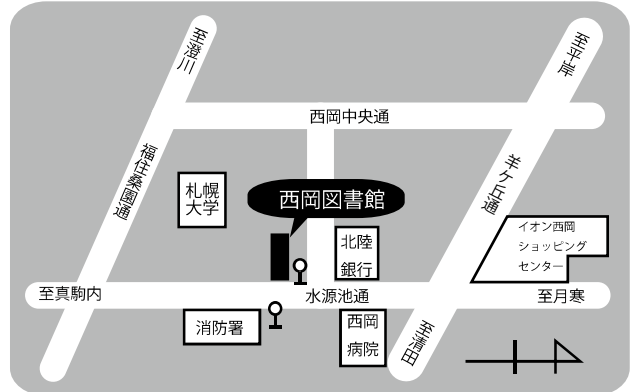 至澄川
至平岸
西岡中央通
福住桑園通
羊ケ丘通
札幌
大学
西岡図書館
イオン西岡
ショッピング
センター
北陸
銀行
至真駒内
水源池通
至月寒
消防署
西岡
病院
至清田